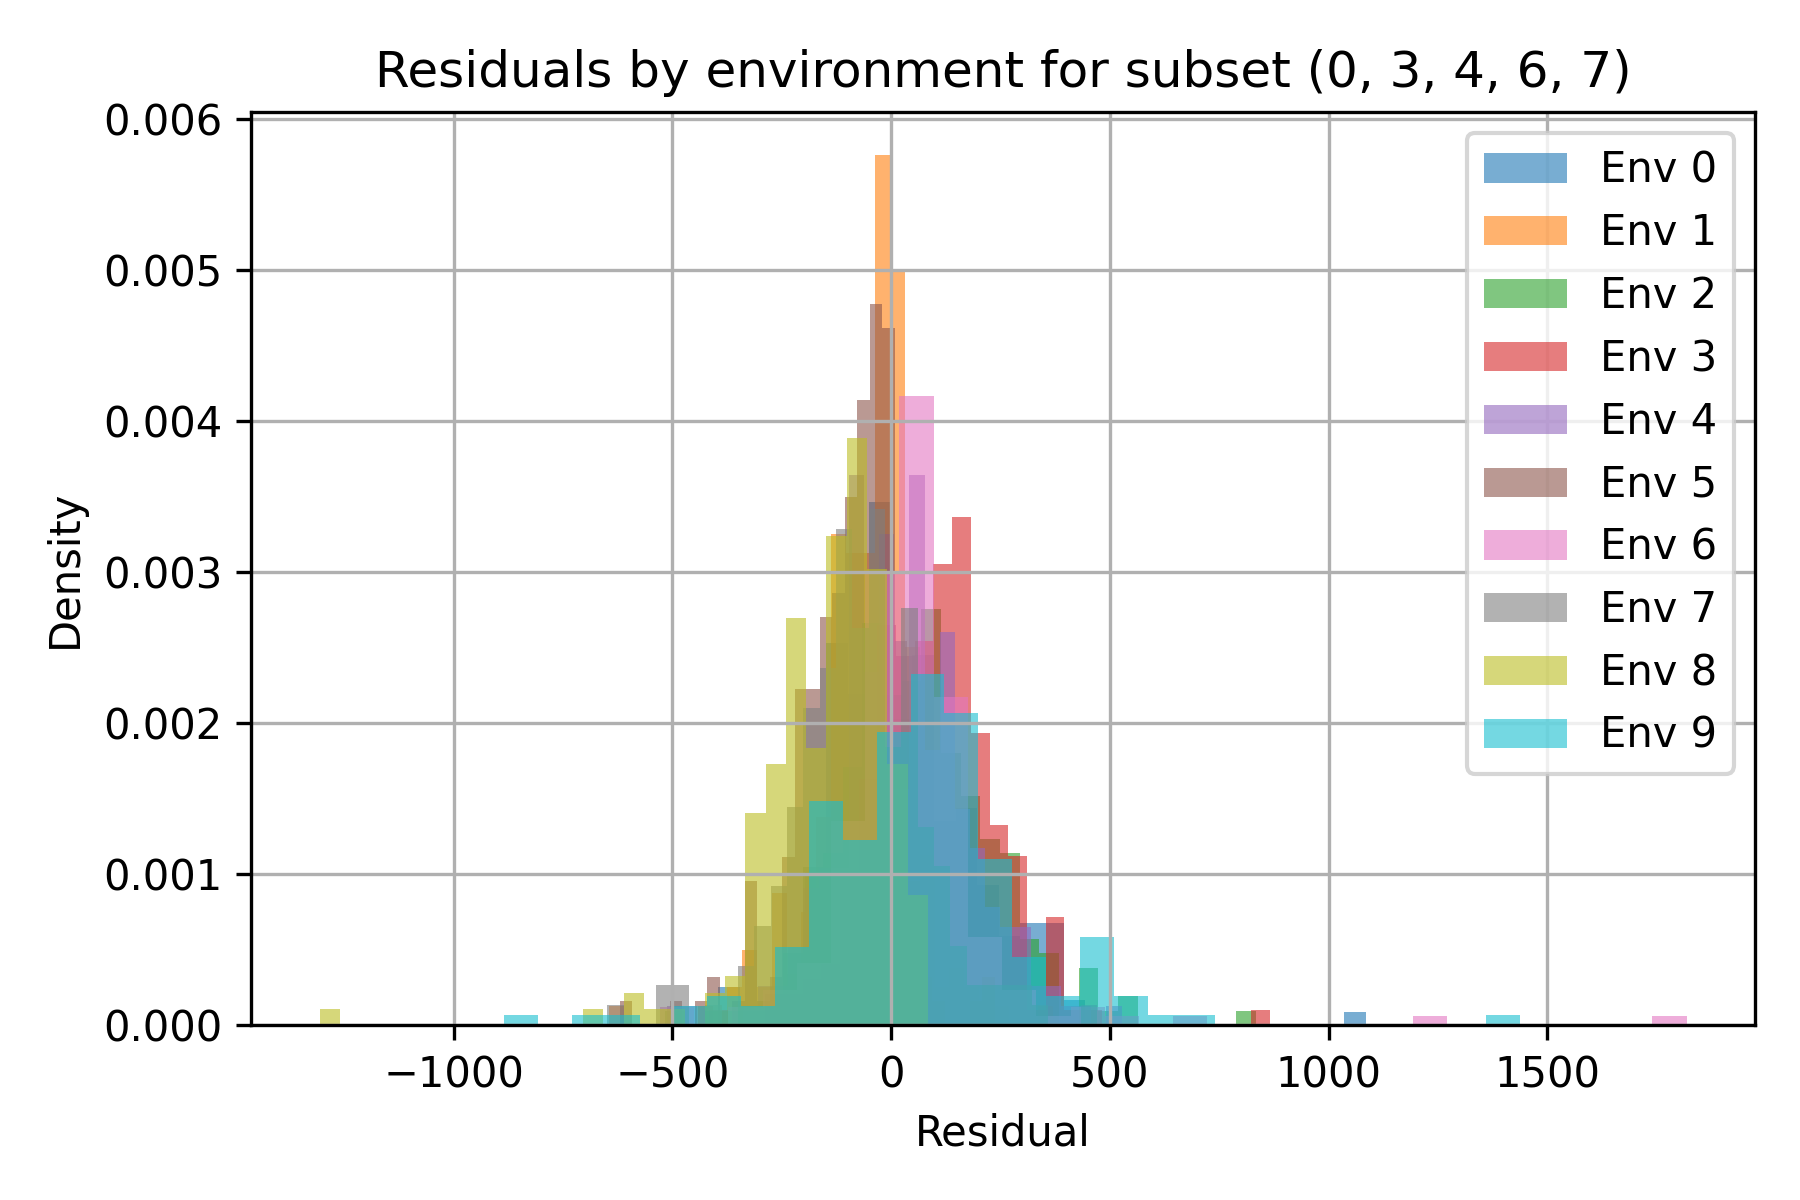 Residuals by environment for subset (0, 3, 4, 6, 7)
0.006
0.005
0.004
0.003
0.002
0.001
0.000
Density
−1000
−500
0
500
1000
1500
Residual
Env 0
Env 1
Env 2
Env 3
Env 4
Env 5
Env 6
Env 7
Env 8
Env 9